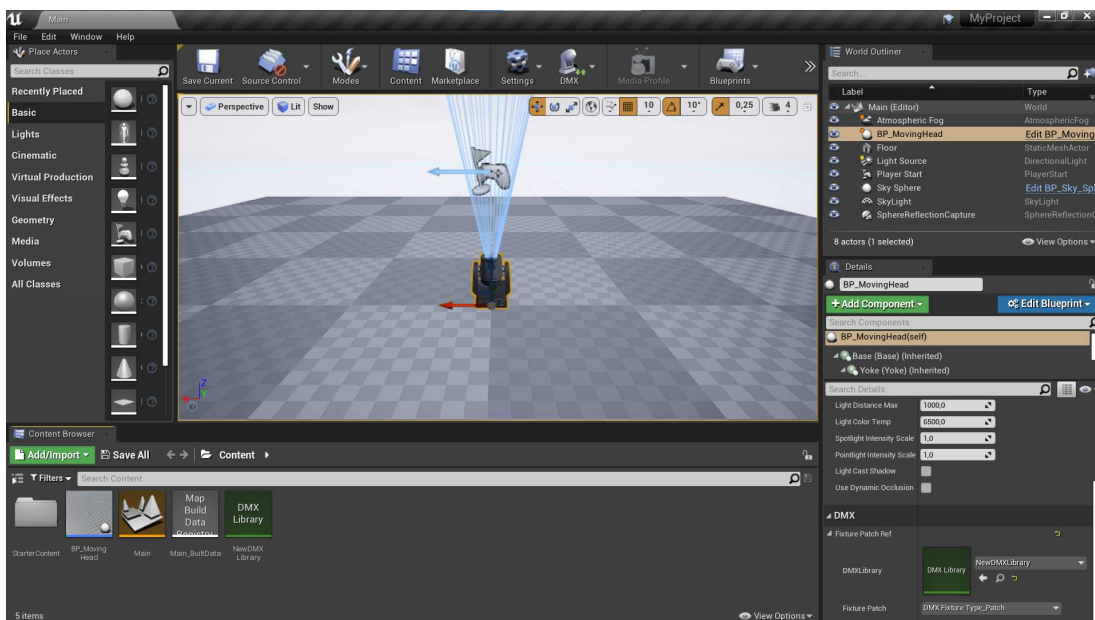 Main
MyProject
File Edit Window Help
Place Actors
Search Classes
Recently Placed
Basic
Lights
Cinematic
Virtual Production
Visual Effects
Geometry
Media
Volumes
All Classes
Save Current Source Control Modes Content Marketplace Settings DMX Media Profile Blueprints
Perspective Lit Show 10 10° 0,25 4
Z
World Outliner
Search...
Label Type
Main (Editor) World
Atmospheric Fog AtmosphericFog
BP_MovingHead Edit BP_Moving
Floor StaticMeshActor
Light Source DirectionalLight
Player Start PlayerStart
Sky Sphere Edit BP_Sky_Sp
SkyLight SkyLight
SphereReflectionCapture SphereReflection
8 actors (1 selected) View Options
Details
BP_MovingHead
+Add Component Edit Blueprint
Search Components
BP_MovingHead(self)
Base (Base) (Inherited)
Yoke (Yoke) (Inherited)
Search Details
Light Distance Max 1000,0
Light Color Temp 6500,0
Spotlight Intensity Scale 1,0
Pointlight Intensity Scale 1,0
Light Cast Shadow
Use Dynamic Occlusion
DMX
Fixture Patch Ref
DMXLibrary DMX Library NewDMXLibrary
Fixture Patch DMX Fixture Type_Patch
Content Browser
Add/Import Save All Content
Filters Search Content
Map Build Data Registry
DMX Library
StarterContent
BP_Moving Head
Main
Main_BuiltData
NewDMX Library
5 items View Options